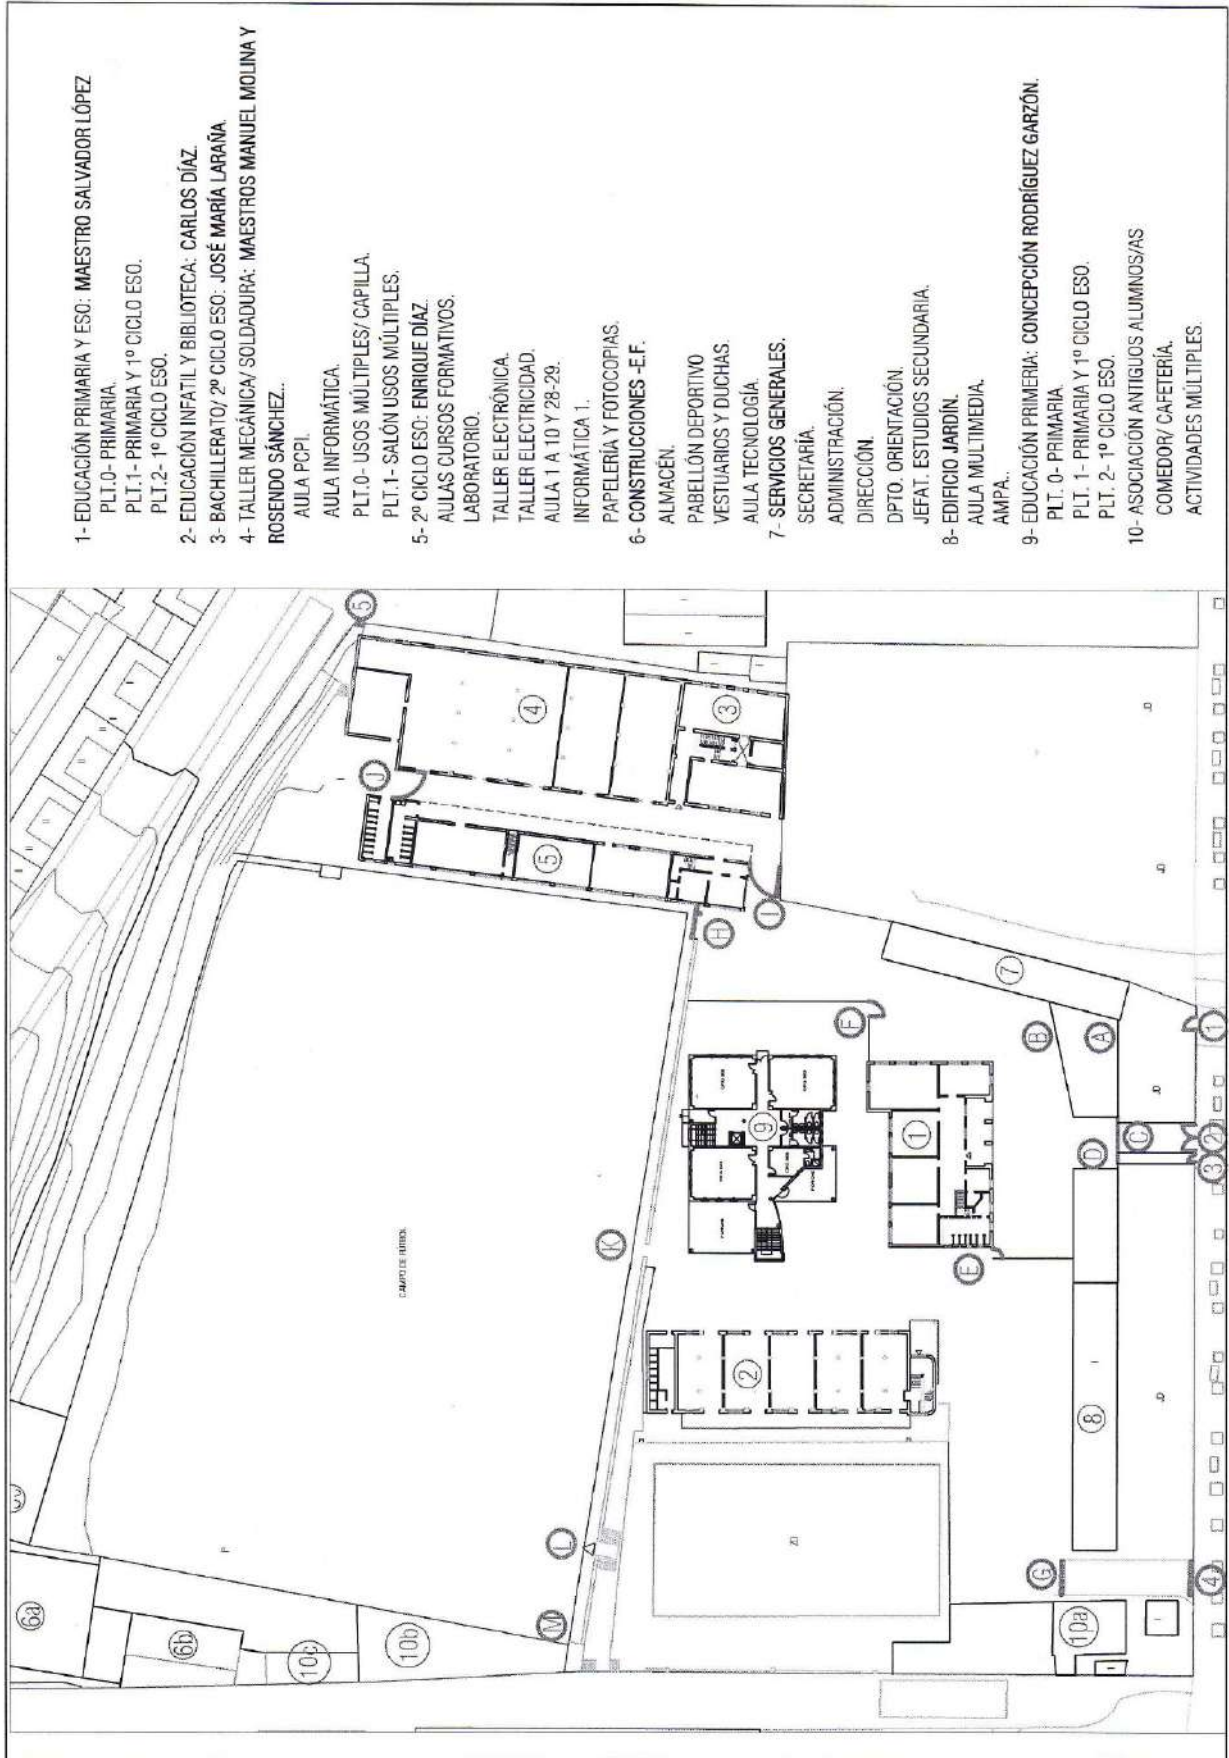 1- EDUCACIÓN PRIMARIA Y ESO: MAESTRO SALVADOR LÓPEZ
PLT.0- PRIMARIA.
PLT.1- PRIMARIA Y 1º CICLO ESO.
PLT.2- 1º CICLO ESO.
2- EDUCACIÓN INFATIL Y BIBLIOTECA: CARLOS DÍAZ.
3- BACHILLERATO/ 2º CICLO ESO: JOSÉ MARÍA LARAÑA.
4- TALLER MECÁNICA/ SOLDADURA: MAESTROS MANUEL MOLINA Y
ROSENDO SÁNCHEZ..
AULA PCPI.
AULA INFORMÁTICA.
PLT.0- USOS MÚLTIPLES/ CAPILLA.
PLT.1- SALÓN USOS MÚLTIPLES.
5- 2º CICLO ESO: ENRIQUE DÍAZ.
AULAS CURSOS FORMATIVOS.
LABORATORIO.
TALLER ELECTRÓNICA.
TALLER ELECTRICIDAD.
AULA 1 A 10 Y 28-29.
INFORMÁTICA 1.
PAPELERÍA Y FOTOCOPIAS.
6- CONSTRUCCIONES -E.F.
ALMACÉN.
PABELLÓN DEPORTIVO
VESTUARIOS Y DUCHAS.
AULA TECNOLOGÍA.
7- SERVICIOS GENERALES.
SECRETARÍA.
ADMINISTRACIÓN.
DIRECCIÓN.
DPTO. ORIENTACIÓN.
JEFAT. ESTUDIOS SECUNDARIA.
8- EDIFICIO JARDÍN.
AULA MULTIMEDIA.
AMPA..
9- EDUCACIÓN PRIMERIA: CONCEPCIÓN RODRÍGUEZ GARZÓN.
PLT. 0- PRIMARIA.
PLT. 1- PRIMARIA Y 1º CICLO ESO.
PLT. 2- 1º CICLO ESO.
10- ASOCIACIÓN ANTIGUOS ALUMNOS/AS
COMEDOR/ CAFETERÍA.
ACTIVIDADES MÚLTIPLES.
6a
6b
10c
10b
M
L
P
CAMPO DE FUTBOL
K
J
5
4
5
3
H
I
2
9
F
1
E
7
B
A
D
C
8
G
10a
JD
JD
JD
JD
4
3
2
1